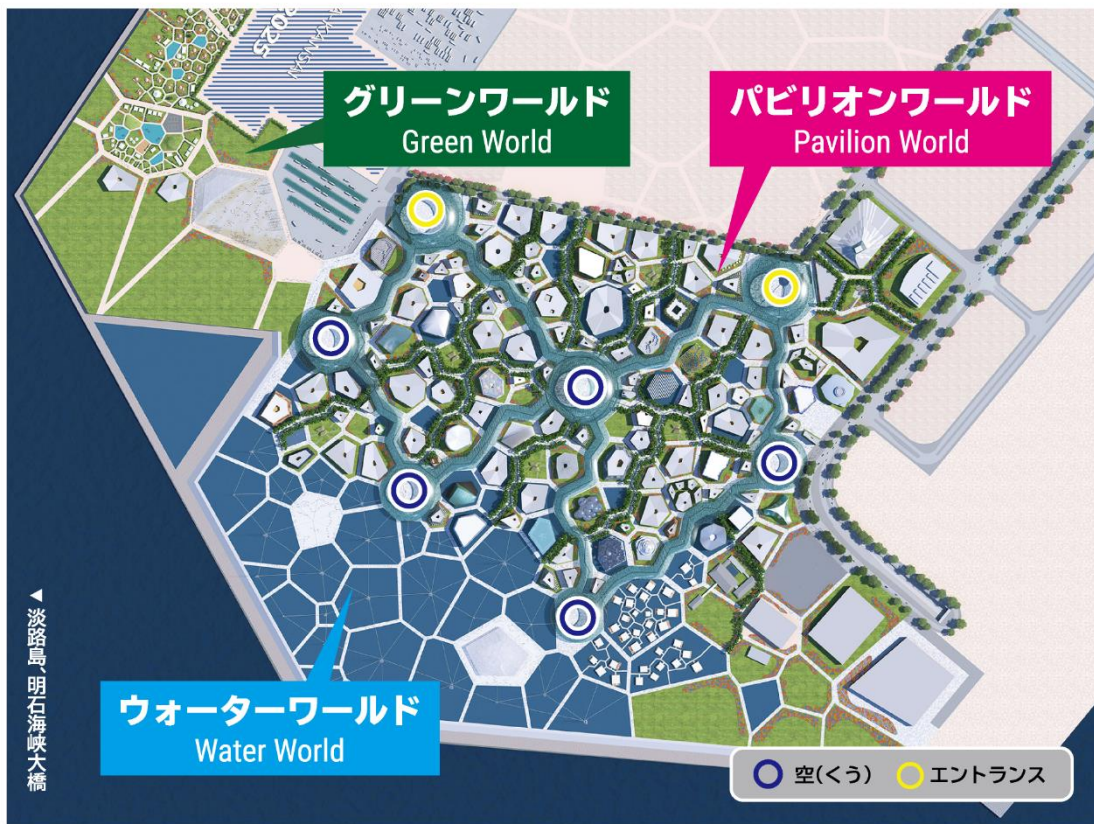 2025
-KANSAI
グリーンワールド
Green World
パビリオンワールド
Pavilion World
◀淡路島、明石海峡大橋
ウォーターワールド
Water World
空(くう)
エントランス